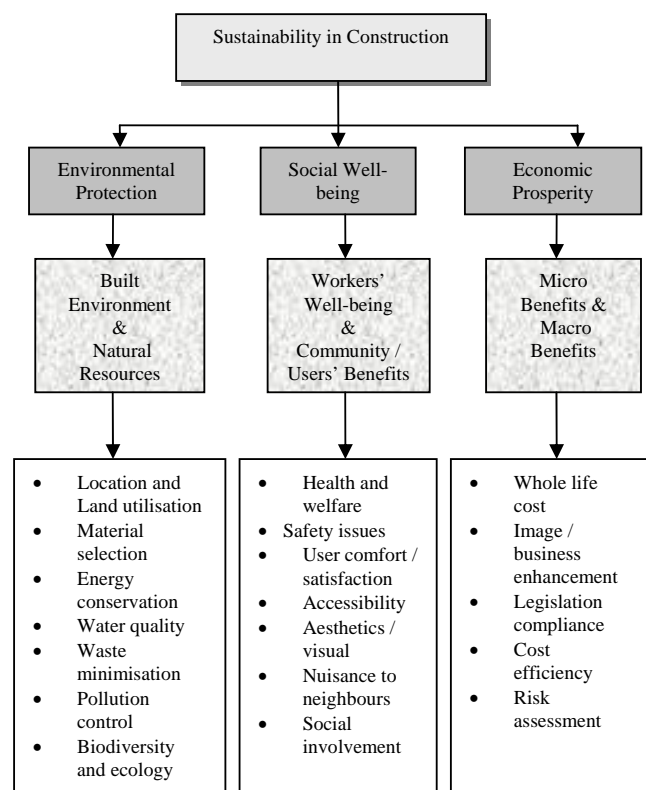 Sustainability in Construction
Environmental
Protection
Social Well-
being
Economic
Prosperity
Built
Environment
&
Natural
Resources
Workers'
Well-being
&
Community /
Users' Benefits
Micro
Benefits &
Macro
Benefits
• Location and
Land utilisation
• Material
selection
• Energy
conservation
• Water quality
• Waste
minimisation
• Pollution
control
• Biodiversity
and ecology
• Health and
welfare
• Safety issues
• User comfort /
satisfaction
• Accessibility
• Aesthetics /
visual
• Nuisance to
neighbours
• Social
involvement
• Whole life
cost
• Image /
business
enhancement
• Legislation
compliance
• Cost
efficiency
• Risk
assessment